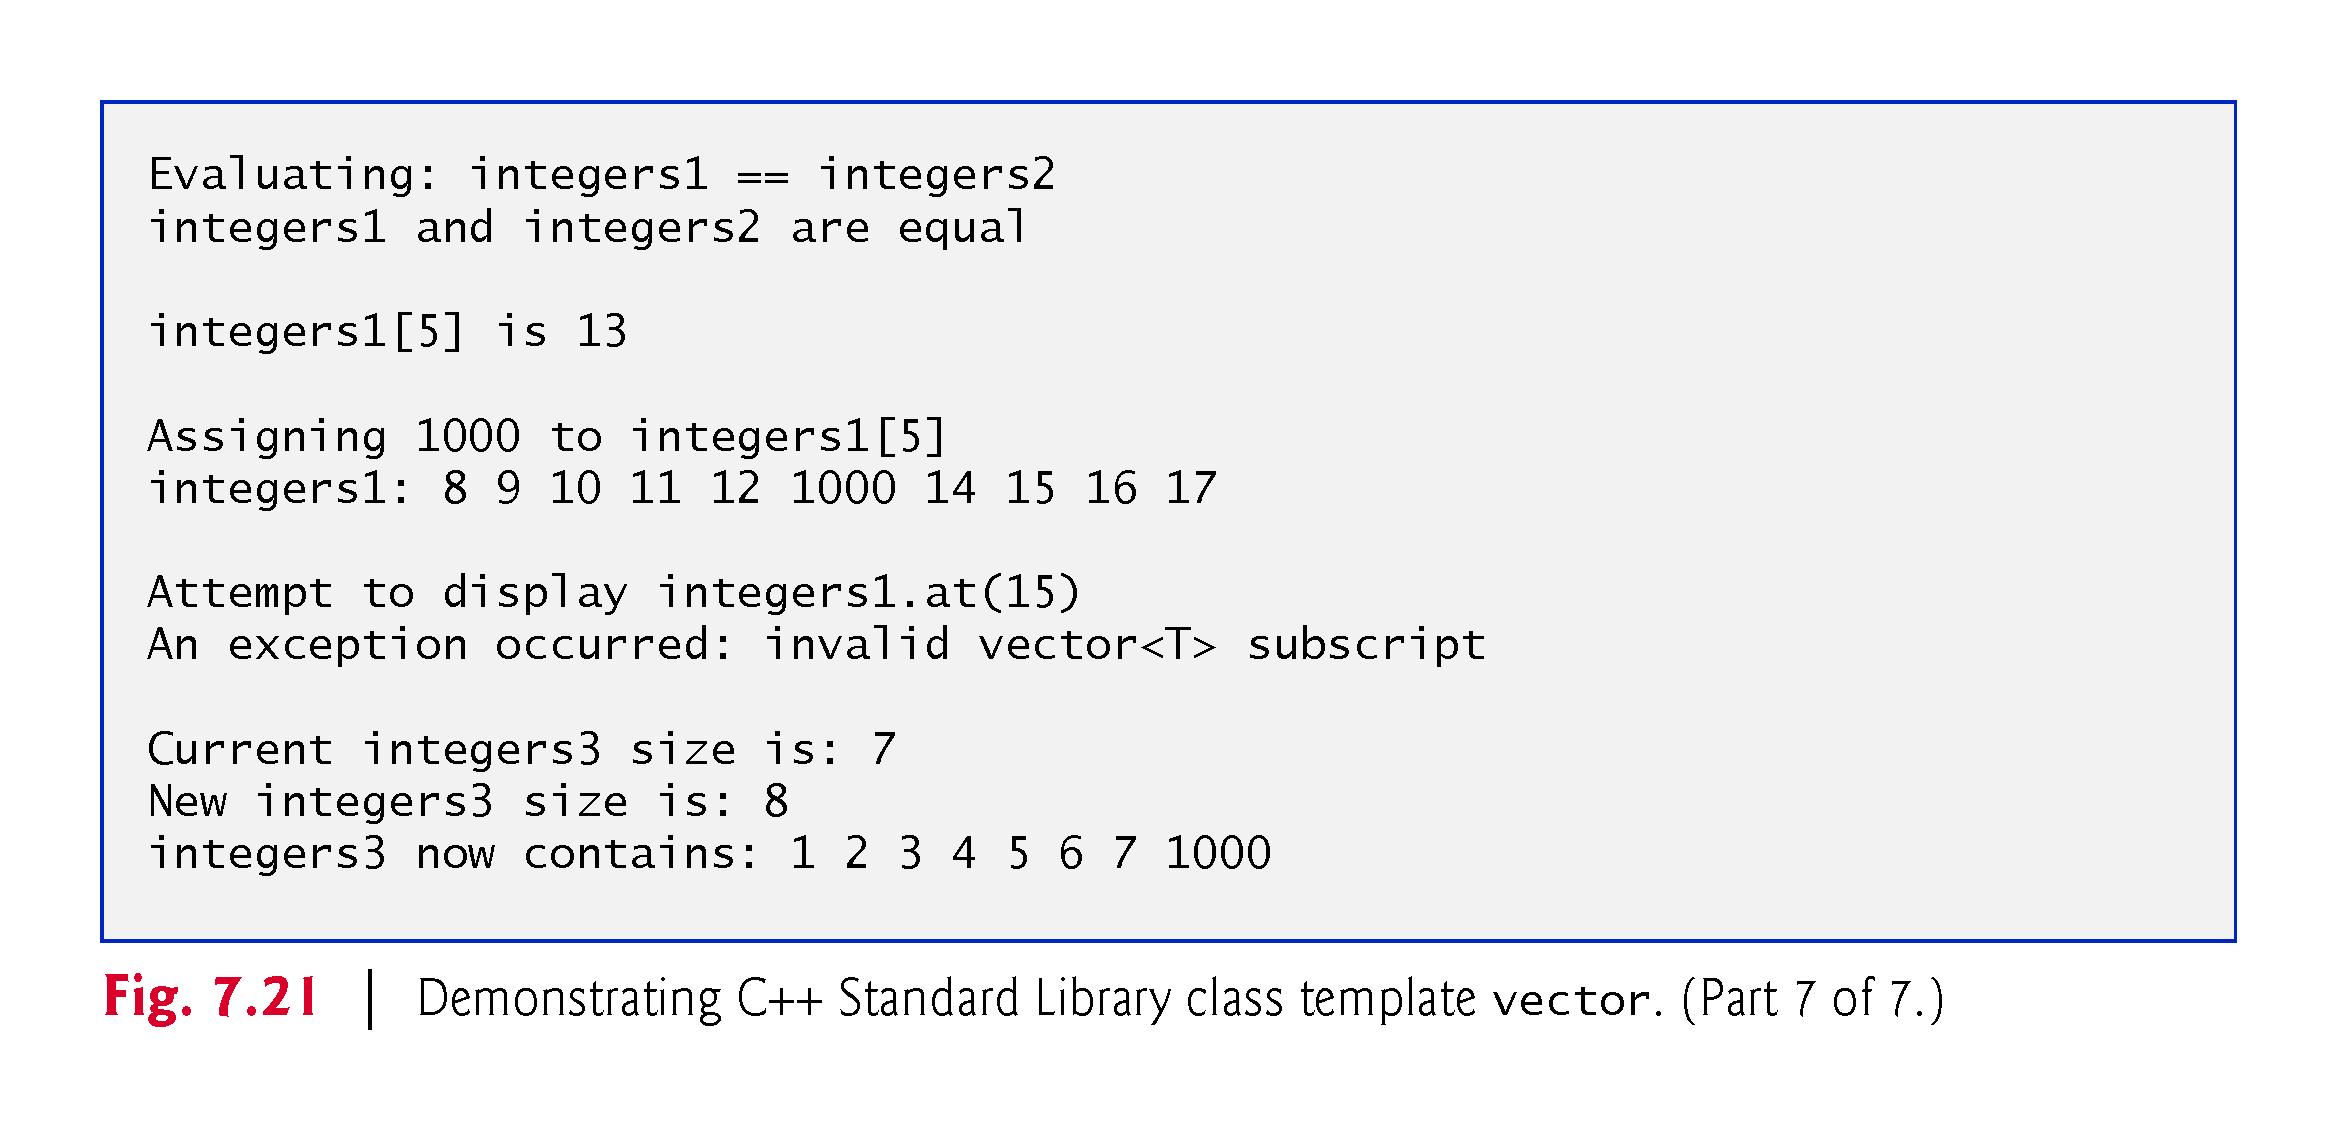 Evaluating: integers1 == integers2
integers1 and integers2 are equal
integers1[5] is 13
Assigning 1000 to integers1[5]
integers1: 8 9 10 11 12 1000 14 15 16 17
Attempt to display integers1.at(15)
An exception occurred: invalid vector<T> subscript
Current integers3 size is: 7
New integers3 size is: 8
integers3 now contains: 1 2 3 4 5 6 7 1000
Fig. 7.21 | Demonstrating C++ Standard Library class template vector. (Part 7 of 7.)